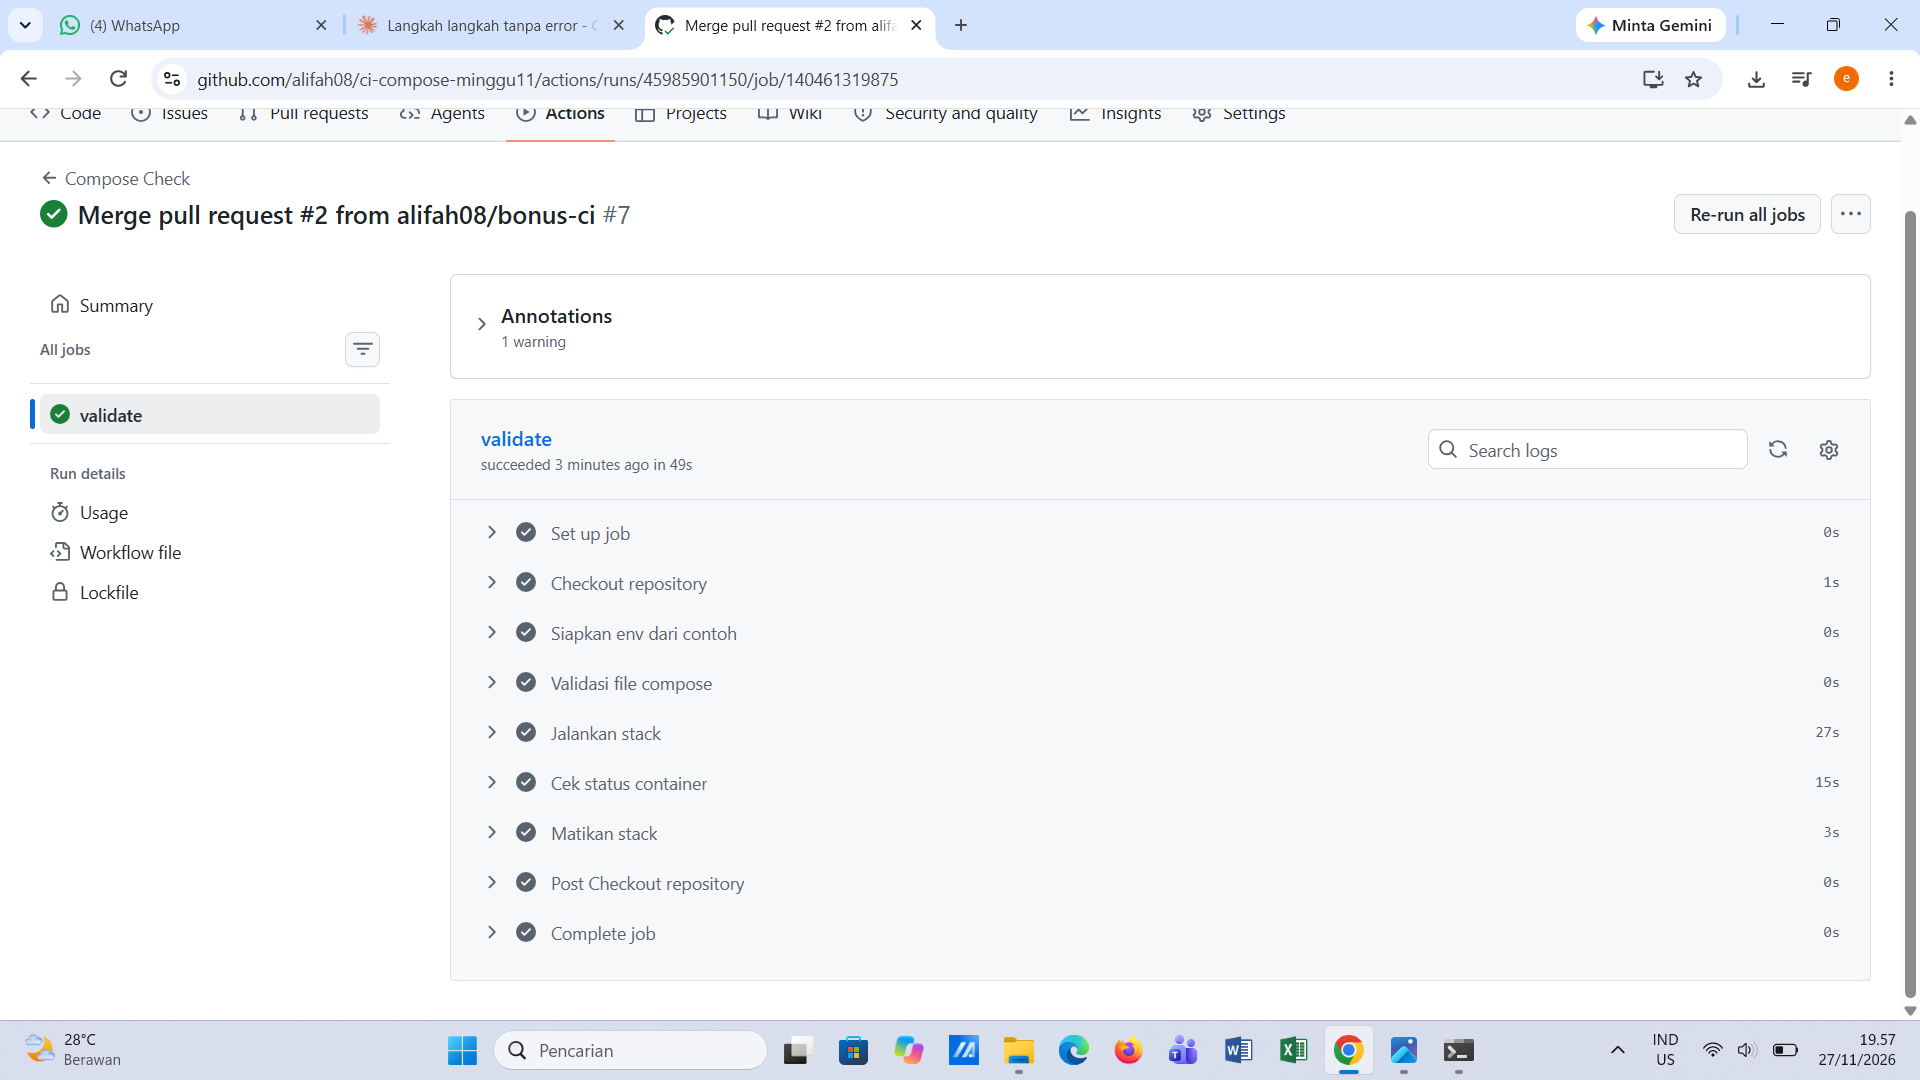 (4) WhatsApp
Langkah langkah tanpa error - C
Merge pull request #2 from alifa
Minta Gemini
github.com/alifah08/ci-compose-minggu11/actions/runs/45985901150/job/140461319875
e
Code
Issues
Pull requests
Agents
Actions
Projects
Wiki
Security and quality
Insights
Settings
Compose Check
Merge pull request #2 from alifah08/bonus-ci #7
Re-run all jobs
Summary
All jobs
validate
Run details
Usage
Workflow file
Lockfile
Annotations
1 warning
validate
succeeded 3 minutes ago in 49s
Search logs
Set up job 0s
Checkout repository 1s
Siapkan env dari contoh 0s
Validasi file compose 0s
Jalankan stack 27s
Cek status container 15s
Matikan stack 3s
Post Checkout repository 0s
Complete job 0s
28°C
Berawan
Pencarian
IND
US
19.57
27/11/2026